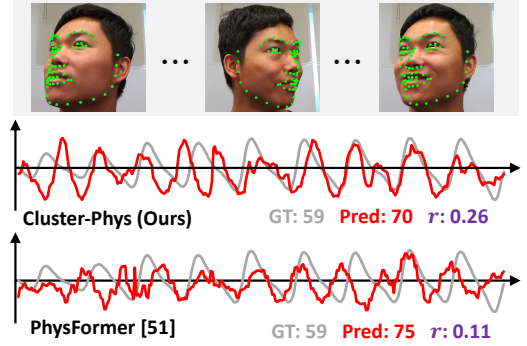 ... ...
Cluster-Phys (Ours) GT: 59 Pred: 70 r: 0.26
PhysFormer [51] GT: 59 Pred: 75 r: 0.11